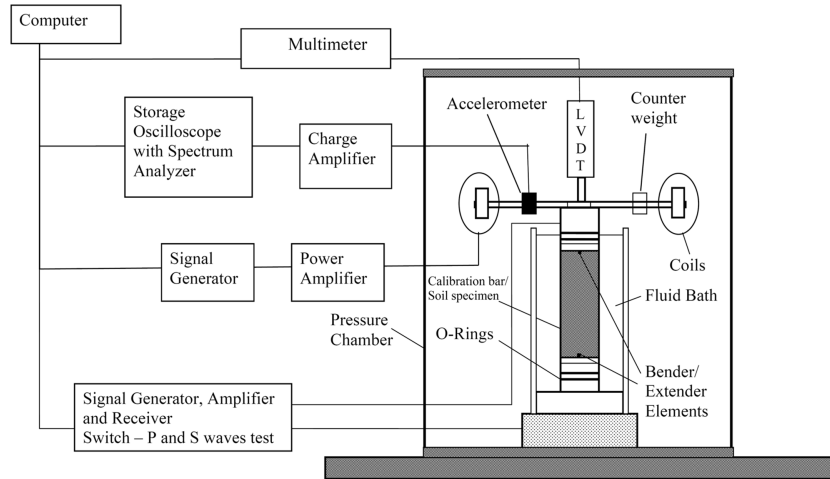 Computer
Multimeter
Storage
Oscilloscope
with Spectrum
Analyzer
Charge
Amplifier
Accelerometer
L
V
D
T
Counter
weight
Signal
Generator
Power
Amplifier
Coils
Calibration bar/
Soil specimen
Fluid Bath
Pressure
Chamber
O-Rings
Bender/
Extender
Elements
Signal Generator, Amplifier
and Receiver
Switch – P and S waves test